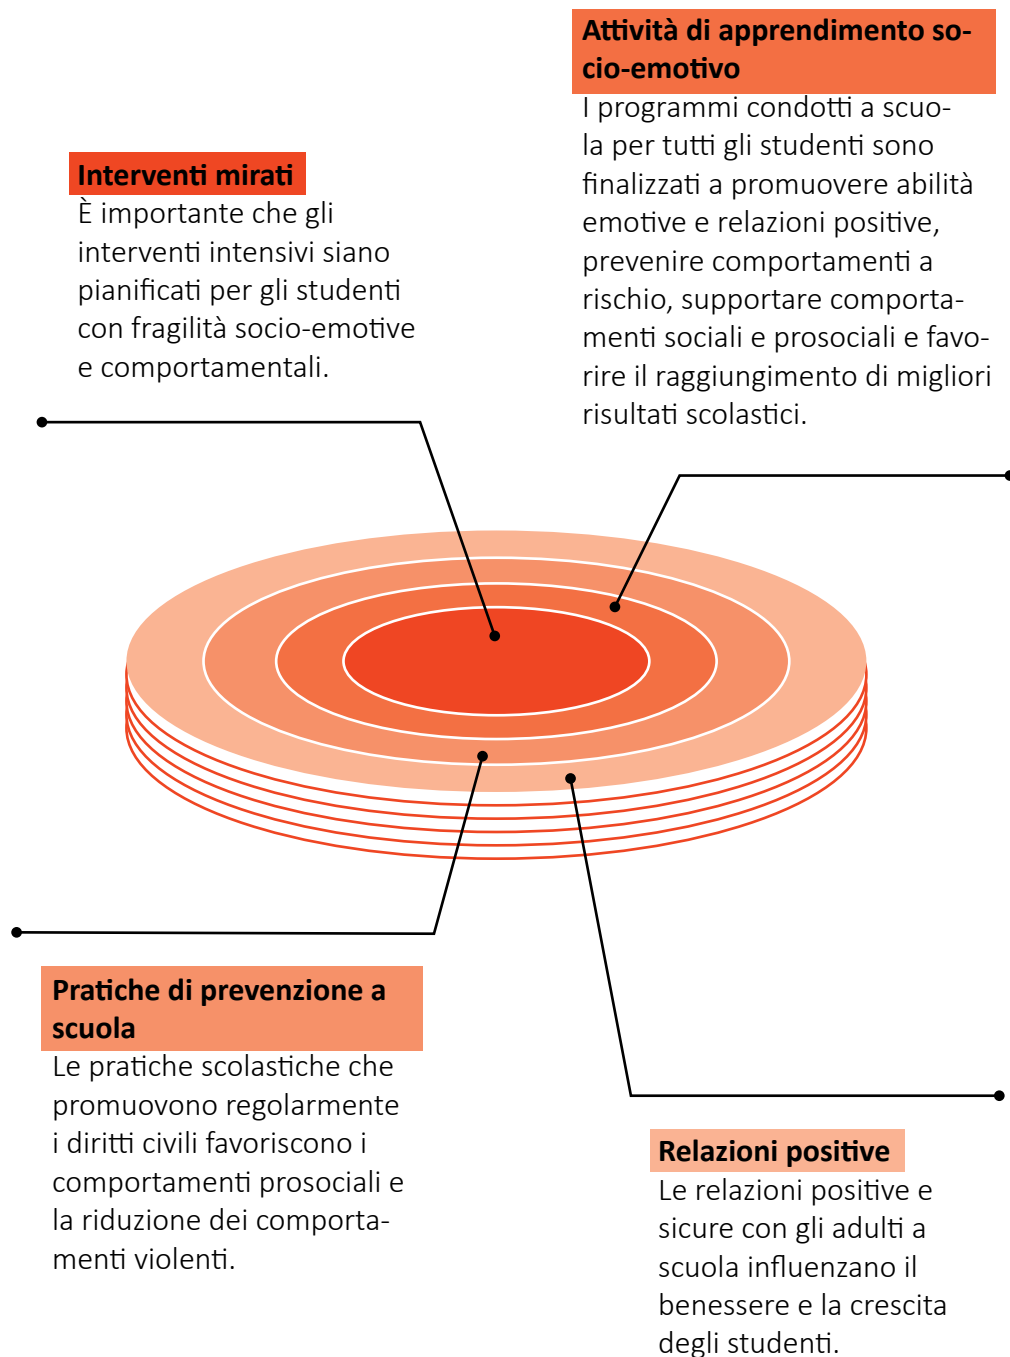 Interventi mirati
È importante che gli
interventi intensivi siano
pianificati per gli studenti
con fragilità socio-emotive
e comportamentali.
Attività di apprendimento so-
cio-emotivo
I programmi condotti a scuo-
la per tutti gli studenti sono
finalizzati a promuovere abilità
emotive e relazioni positive,
prevenire comportamenti a
rischio, supportare comporta-
menti sociali e prosociali e favo-
rire il raggiungimento di migliori
risultati scolastici.
Pratiche di prevenzione a
scuola
Le pratiche scolastiche che
promuovono regolarmente
i diritti civili favoriscono i
comportamenti prosociali e
la riduzione dei comporta-
menti violenti.
Relazioni positive
Le relazioni positive e
sicure con gli adulti a
scuola influenzano il
benessere e la crescita
degli studenti.